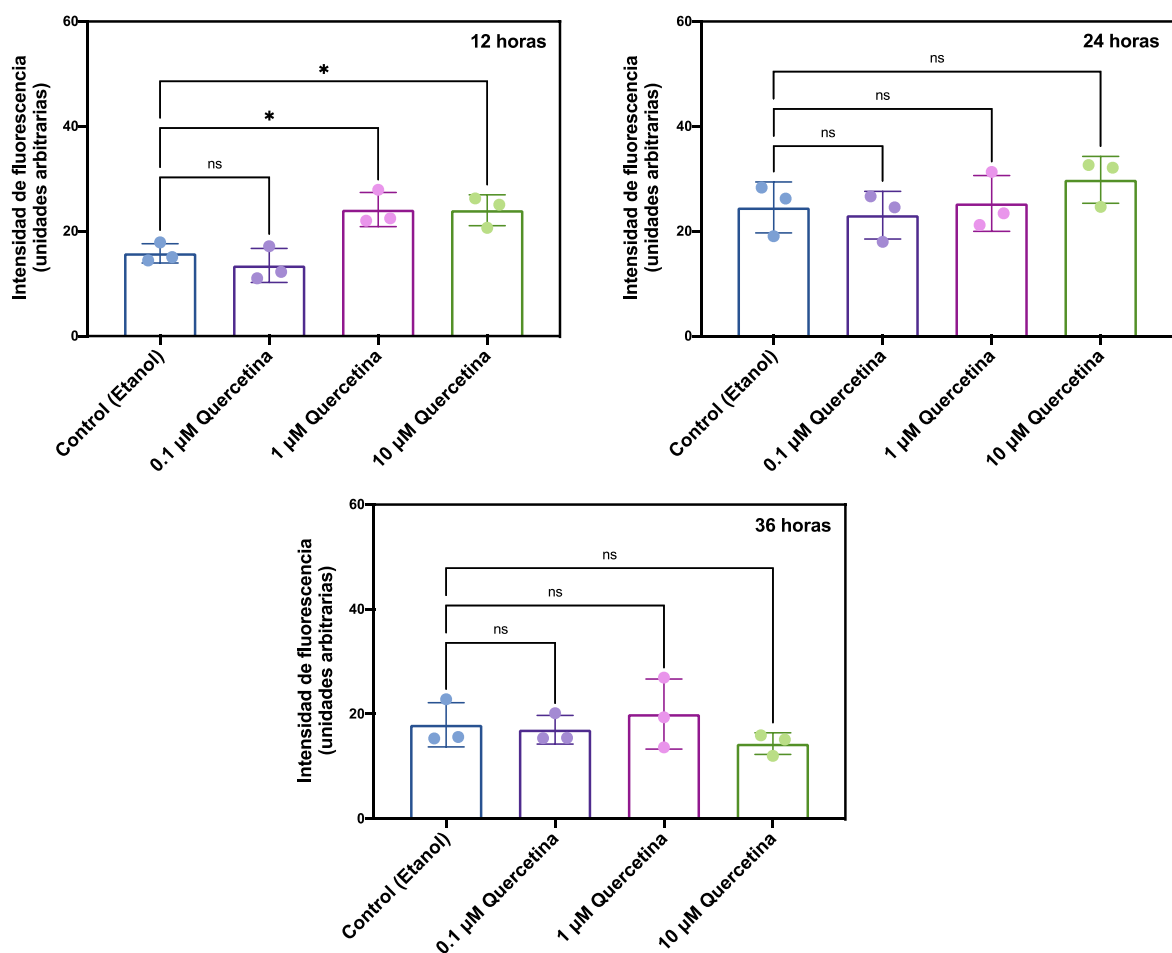 12 horas
Intensidad de fluorescencia
(unidades arbitrarias)
60
40
20
0
*
*
ns
Control (Etanol)
0.1 µM Quercetina
1 µM Quercetina
10 µM Quercetina
24 horas
Intensidad de fluorescencia
(unidades arbitrarias)
60
40
20
0
ns
ns
ns
Control (Etanol)
0.1 µM Quercetina
1 µM Quercetina
10 µM Quercetina
36 horas
Intensidad de fluorescencia
(unidades arbitrarias)
60
40
20
0
ns
ns
ns
Control (Etanol)
0.1 µM Quercetina
1 µM Quercetina
10 µM Quercetina